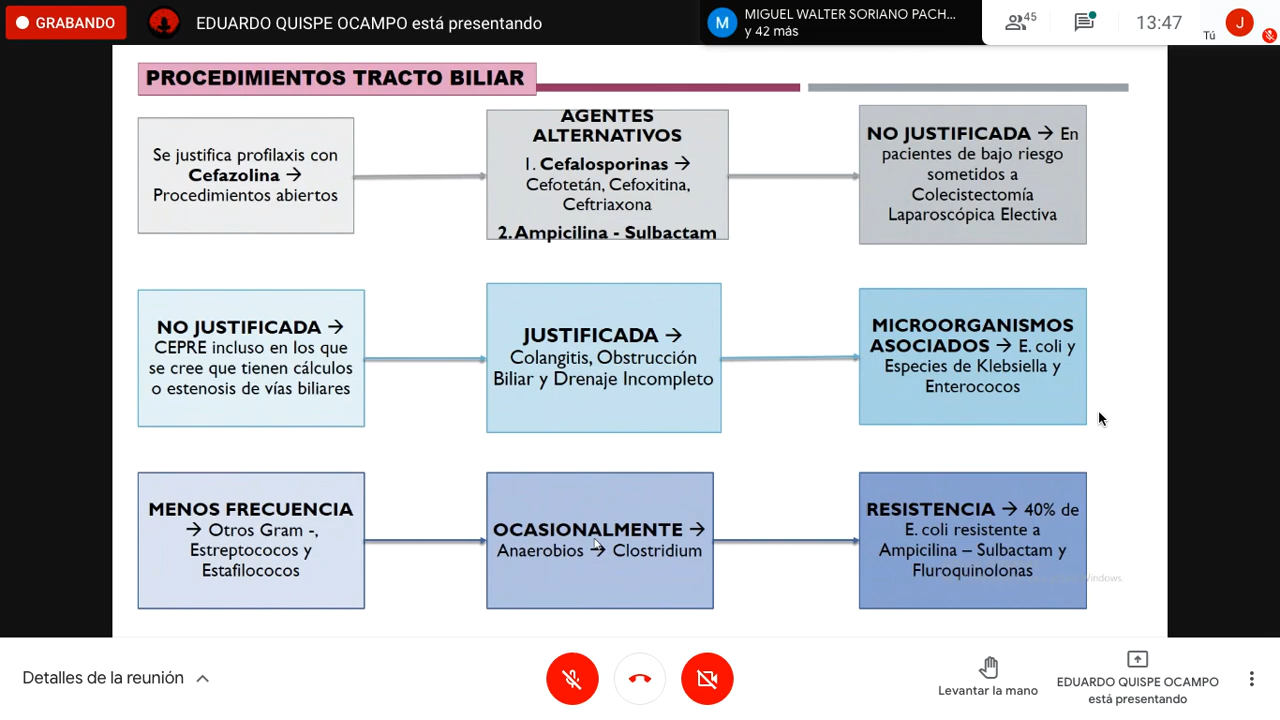 GRABANDO
EDUARDO QUISPE OCAMPO está presentando
M
MIGUEL WALTER SORIANO PACH...
y 42 más
45
13:47
Tú
J
PROCEDIMIENTOS TRACTO BILIAR
Se justifica profilaxis con
Cefazolina →
Procedimientos abiertos
AGENTES
ALTERNATIVOS
1. Cefalosporinas →
Cefotetán, Cefoxitina,
Ceftriaxona
2. Ampicilina - Sulbactam
NO JUSTIFICADA → En
pacientes de bajo riesgo
sometidos a
Colecistectomía
Laparoscópica Electiva
NO JUSTIFICADA →
CEPRE incluso en los que
se cree que tienen cálculos
o estenosis de vías biliares
JUSTIFICADA →
Colangitis, Obstrucción
Biliar y Drenaje Incompleto
MICROORGANISMOS
ASOCIADOS → E. coli y
Especies de Klebsiella y
Enterococos
MENOS FRECUENCIA
→ Otros Gram -,
Estreptococos y
Estafilococos
OCASIONALMENTE →
Anaerobios → Clostridium
RESISTENCIA → 40% de
E. coli resistente a
Ampicilina – Sulbactam y
Fluroquinolonas
Windows.
Detalles de la reunión
Levantar la mano
EDUARDO QUISPE OCAMPO
está presentando